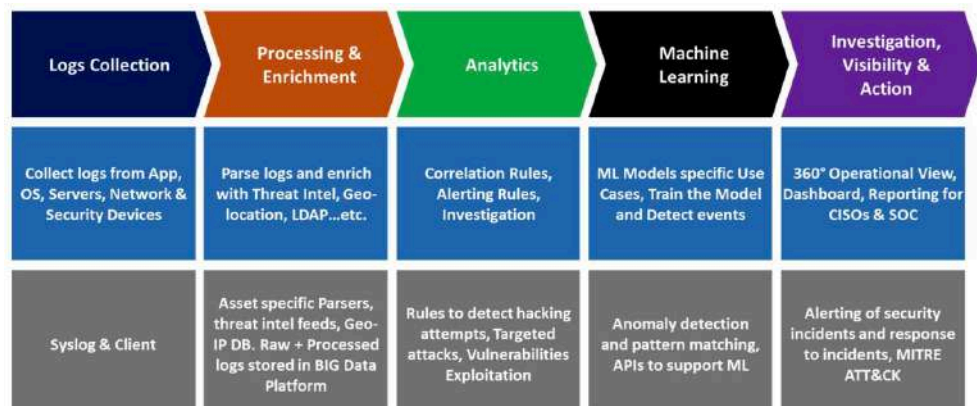 Logs Collection
Processing &
Enrichment
Analytics
Machine
Learning
Investigation,
Visibility &
Action
Collect logs from App,
OS, Servers, Network &
Security Devices
Parse logs and enrich
with Threat Intel, Geo-
location, LDAP...etc.
Correlation Rules,
Alerting Rules,
Investigation
ML Models specific Use
Cases, Train the Model
and Detect events
360° Operational View,
Dashboard, Reporting for
CISOs & SOC
Syslog & Client
Asset specific Parsers,
threat intel feeds, Geo-
IP DB. Raw + Processed
logs stored in BIG Data
Platform
Rules to detect hacking
attempts, Targeted
attacks, Vulnerabilities
Exploitation
Anomaly detection
and pattern matching,
APIs to support ML
Alerting of security
incidents and response
to incidents, MITRE
ATT&CK